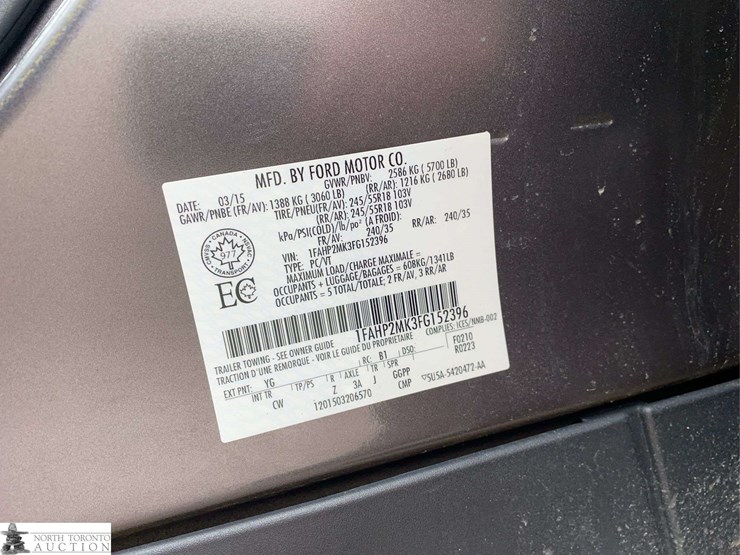 MFD. BY FORD MOTOR CO.
DATE: 03/15 GVWR/PNBV: 2586 KG ( 5700 LB)
GAWR/PNBE (FR/AV): 1388 KG ( 3060 LB) (RR/AR): 1216 KG ( 2680 LB)
TIRE/PNEU(FR/AV): 245/55R18 103V
(RR/AR): 245/55R18 103V
kPa/PSI(COLD)/lb/po² (A FROID):
FR/AV: 240/35 RR/AR: 240/35
VIN: 1FAHP2MK3FG152396
TYPE: PC/VT
MAXIMUM LOAD/CHARGE MAXIMALE =
OCCUPANTS + LUGGAGE/BAGAGES = 608KG/1341LB
OCCUPANTS = 5 TOTAL/TOTALE; 2 FR/AV, 3 RR/AR
CANADA
977
TRANSPORT
EC
1FAHP2MK3FG152396
TRAILER TOWING - SEE OWNER GUIDE COMPLIES: ICES/NMB-002
TRACTION D'UNE REMORQUE - VOIR LE GUIDE DU PROPRIETAIRE F0210
EXT PNT: YG RC: B1 DSO: R0223
INT TR TP/PS R AXLE TR SPR
CW Z 3A J GGPP
1201503206570 CMP 5U5A-5420472-AA
NORTH TORONTO
AUCTION